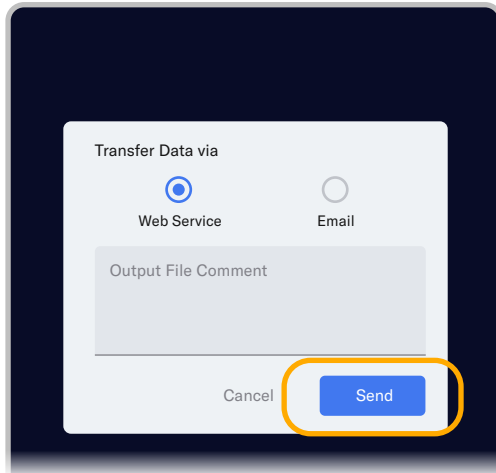 Transfer Data via
Web Service Email
Output File Comment
Cancel Send